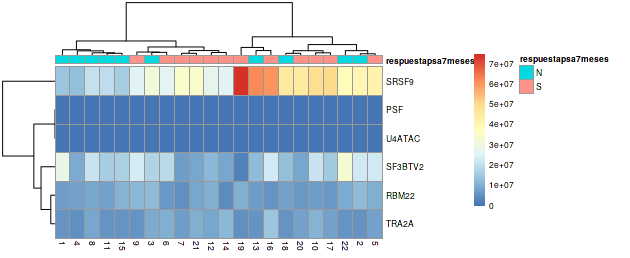 respuestapsa7meses
SRSF9
PSF
U4ATAC
SF3BTV2
RBM22
TRA2A
1 4 8 11 15 9 3 6 7 21 12 14 19 13 16 18 20 10 17 22 2 5
7e+07
6e+07
5e+07
4e+07
3e+07
2e+07
1e+07
0
respuestapsa7meses
N
S